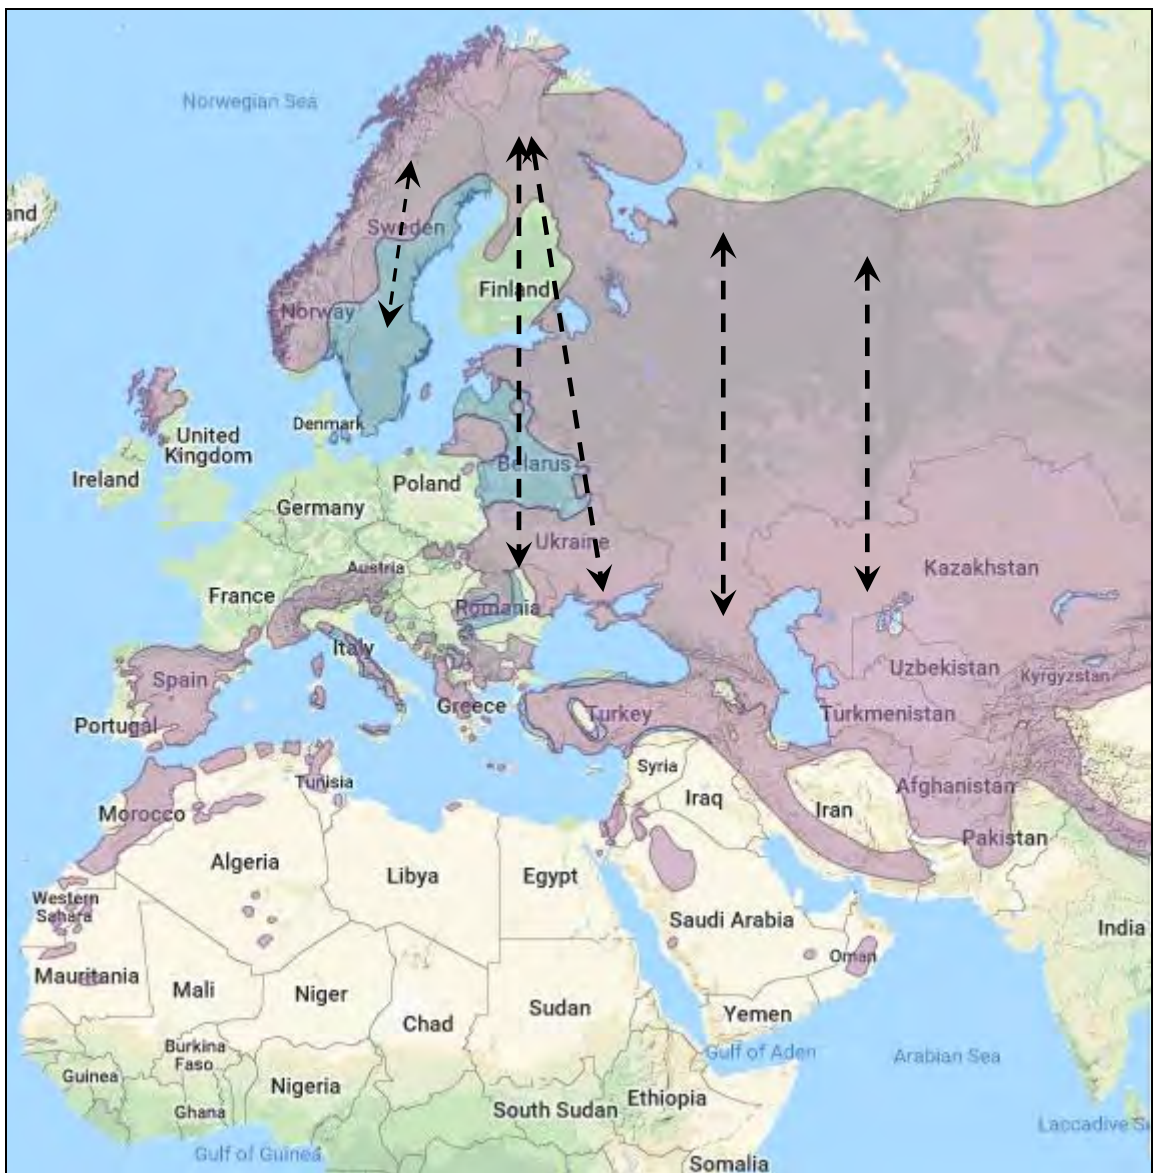 Norwegian Sea
and
Sweden
Finland
Norway
Denmark
United
Kingdom
Ireland
Belarus
Poland
Germany
Ukraine
Austria
Kazakhstan
France
Romania
Italy
Uzbekistan
Kyrgyzstan
Spain
Greece
Turkey
Turkmenistan
Portugal
Syria
Tunisia
Afghanistan
Iraq
Iran
Morocco
Pakistan
Algeria
Libya
Egypt
Western
Sahara
Saudi Arabia
India
Oman
Mauritania
Mali
Niger
Sudan
Yemen
Chad
Burkina
Faso
Gulf of Aden
Arabian Sea
Guinea
Nigeria
Ethiopia
Ghana
South Sudan
Laccadive S
Gulf of Guinea
Somalia